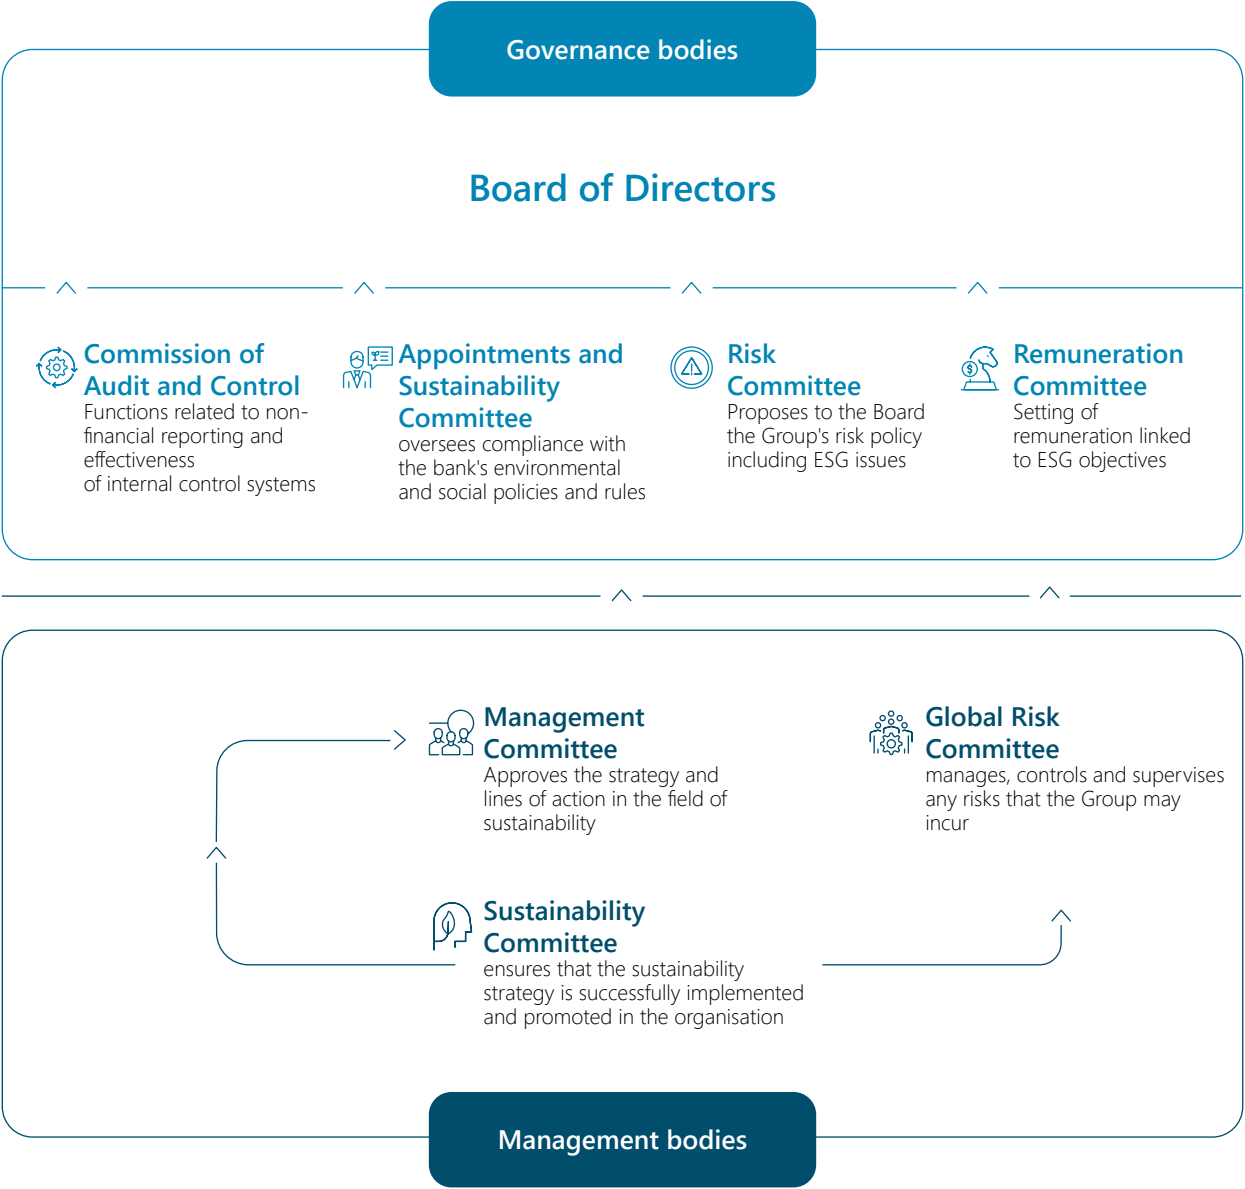 Governance bodies
Board of Directors
Commission of
Audit and Control
Functions related to non-
financial reporting and
effectiveness
of internal control systems
Appointments and
Sustainability
Committee
oversees compliance with
the bank's environmental
and social policies and rules
Risk
Committee
Proposes to the Board
the Group's risk policy
including ESG issues
Remuneration
Committee
Setting of
remuneration linked
to ESG objectives
Management
Committee
Approves the strategy and
lines of action in the field of
sustainability
Global Risk
Committee
manages, controls and supervises
any risks that the Group may
incur
Sustainability
Committee
ensures that the sustainability
strategy is successfully implemented
and promoted in the organisation
Management bodies